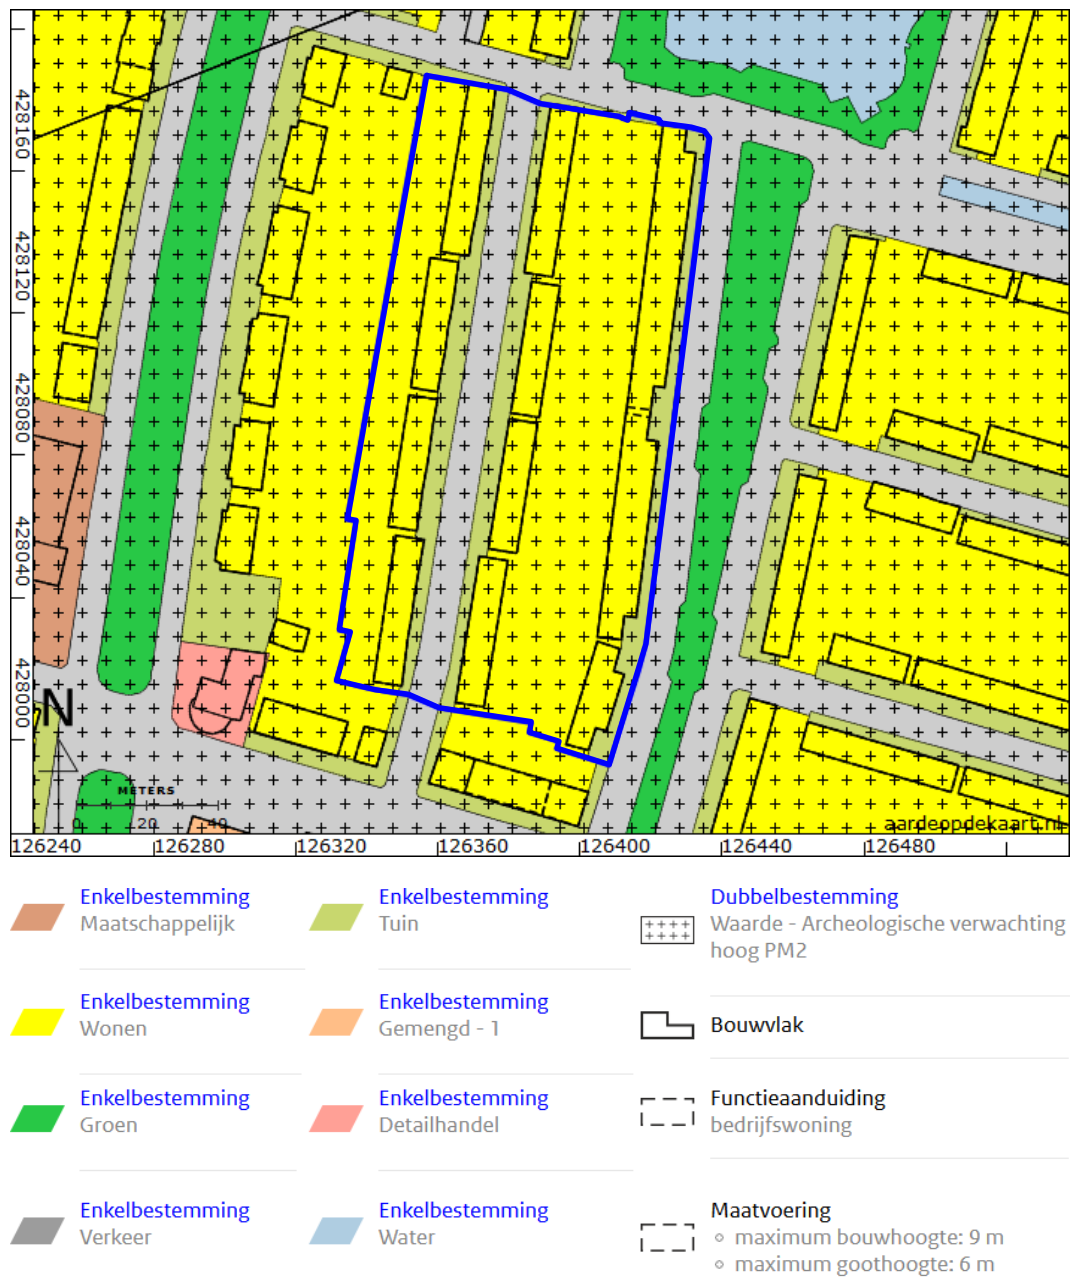 428160
428120
428080
428040
428000
N
METERS
0 20 40
aardeopdekaart.nl
126240 126280 126320 126360 126400 126440 126480
Enkelbestemming
Maatschappelijk
Enkelbestemming
Wonen
Enkelbestemming
Groen
Enkelbestemming
Verkeer
Enkelbestemming
Tuin
Enkelbestemming
Gemengd - 1
Enkelbestemming
Detailhandel
Enkelbestemming
Water
Dubbelbestemming
Waarde - Archeologische verwachting
hoog PM2
Bouwvlak
Functieaanduiding
bedrijfswoning
Maatvoering
maximum bouwhoogte: 9 m
maximum goothoogte: 6 m